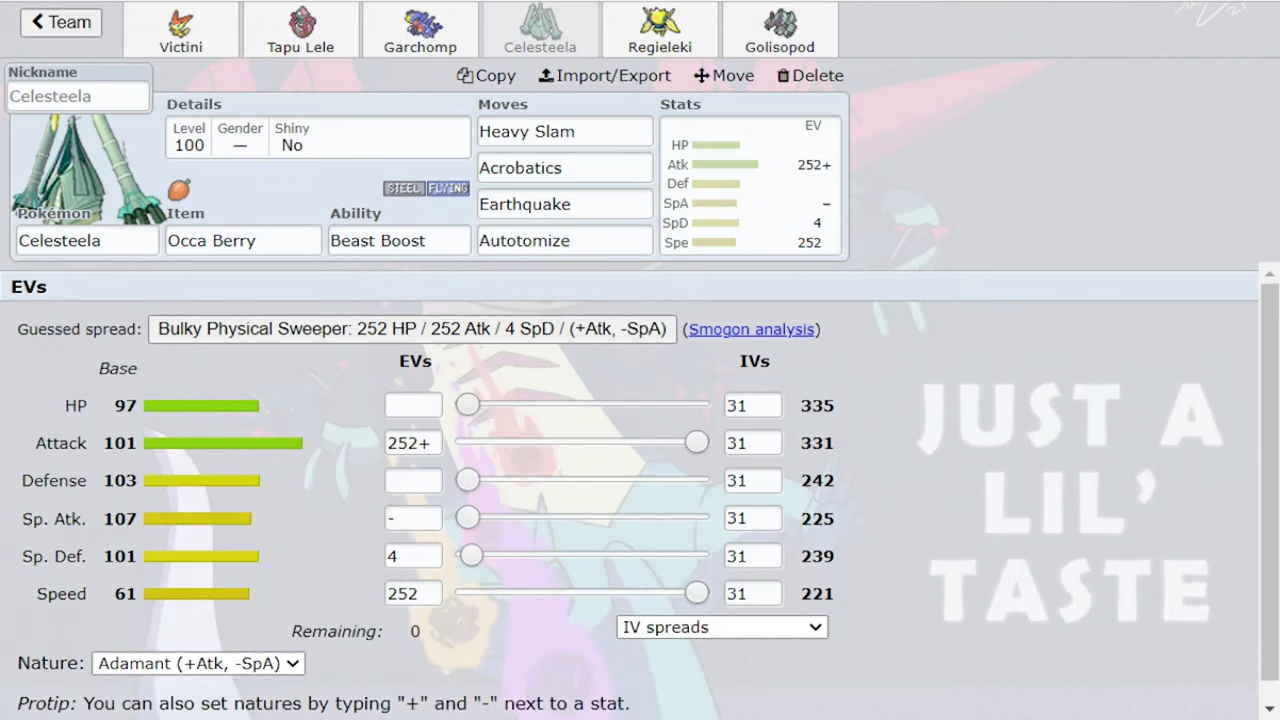 Team
Victini
Tapu Lele
Garchomp
Celesteela
Regieleki
Golisopod
Nickname
Celesteela
Copy Import/Export Move Delete
Details
Level Gender Shiny
100 — No
STEEL FLYING
Pokémon Item Ability
Celesteela Occa Berry Beast Boost
Moves
Heavy Slam
Acrobatics
Earthquake
Autotomize
Stats
EV
HP
Atk 252+
Def
SpA –
SpD 4
Spe 252
EVs
Guessed spread: Bulky Physical Sweeper: 252 HP / 252 Atk / 4 SpD / (+Atk, -SpA) (Smogon analysis)
Base EVs IVs
HP 97 31 335
Attack 101 252+ 31 331
Defense 103 31 242
Sp. Atk. 107 - 31 225
Sp. Def. 101 4 31 239
Speed 61 252 31 221
Remaining: 0 IV spreads
Nature: Adamant (+Atk, -SpA)
Protip: You can also set natures by typing "+" and "-" next to a stat.
JUST A
LIL'
TASTE